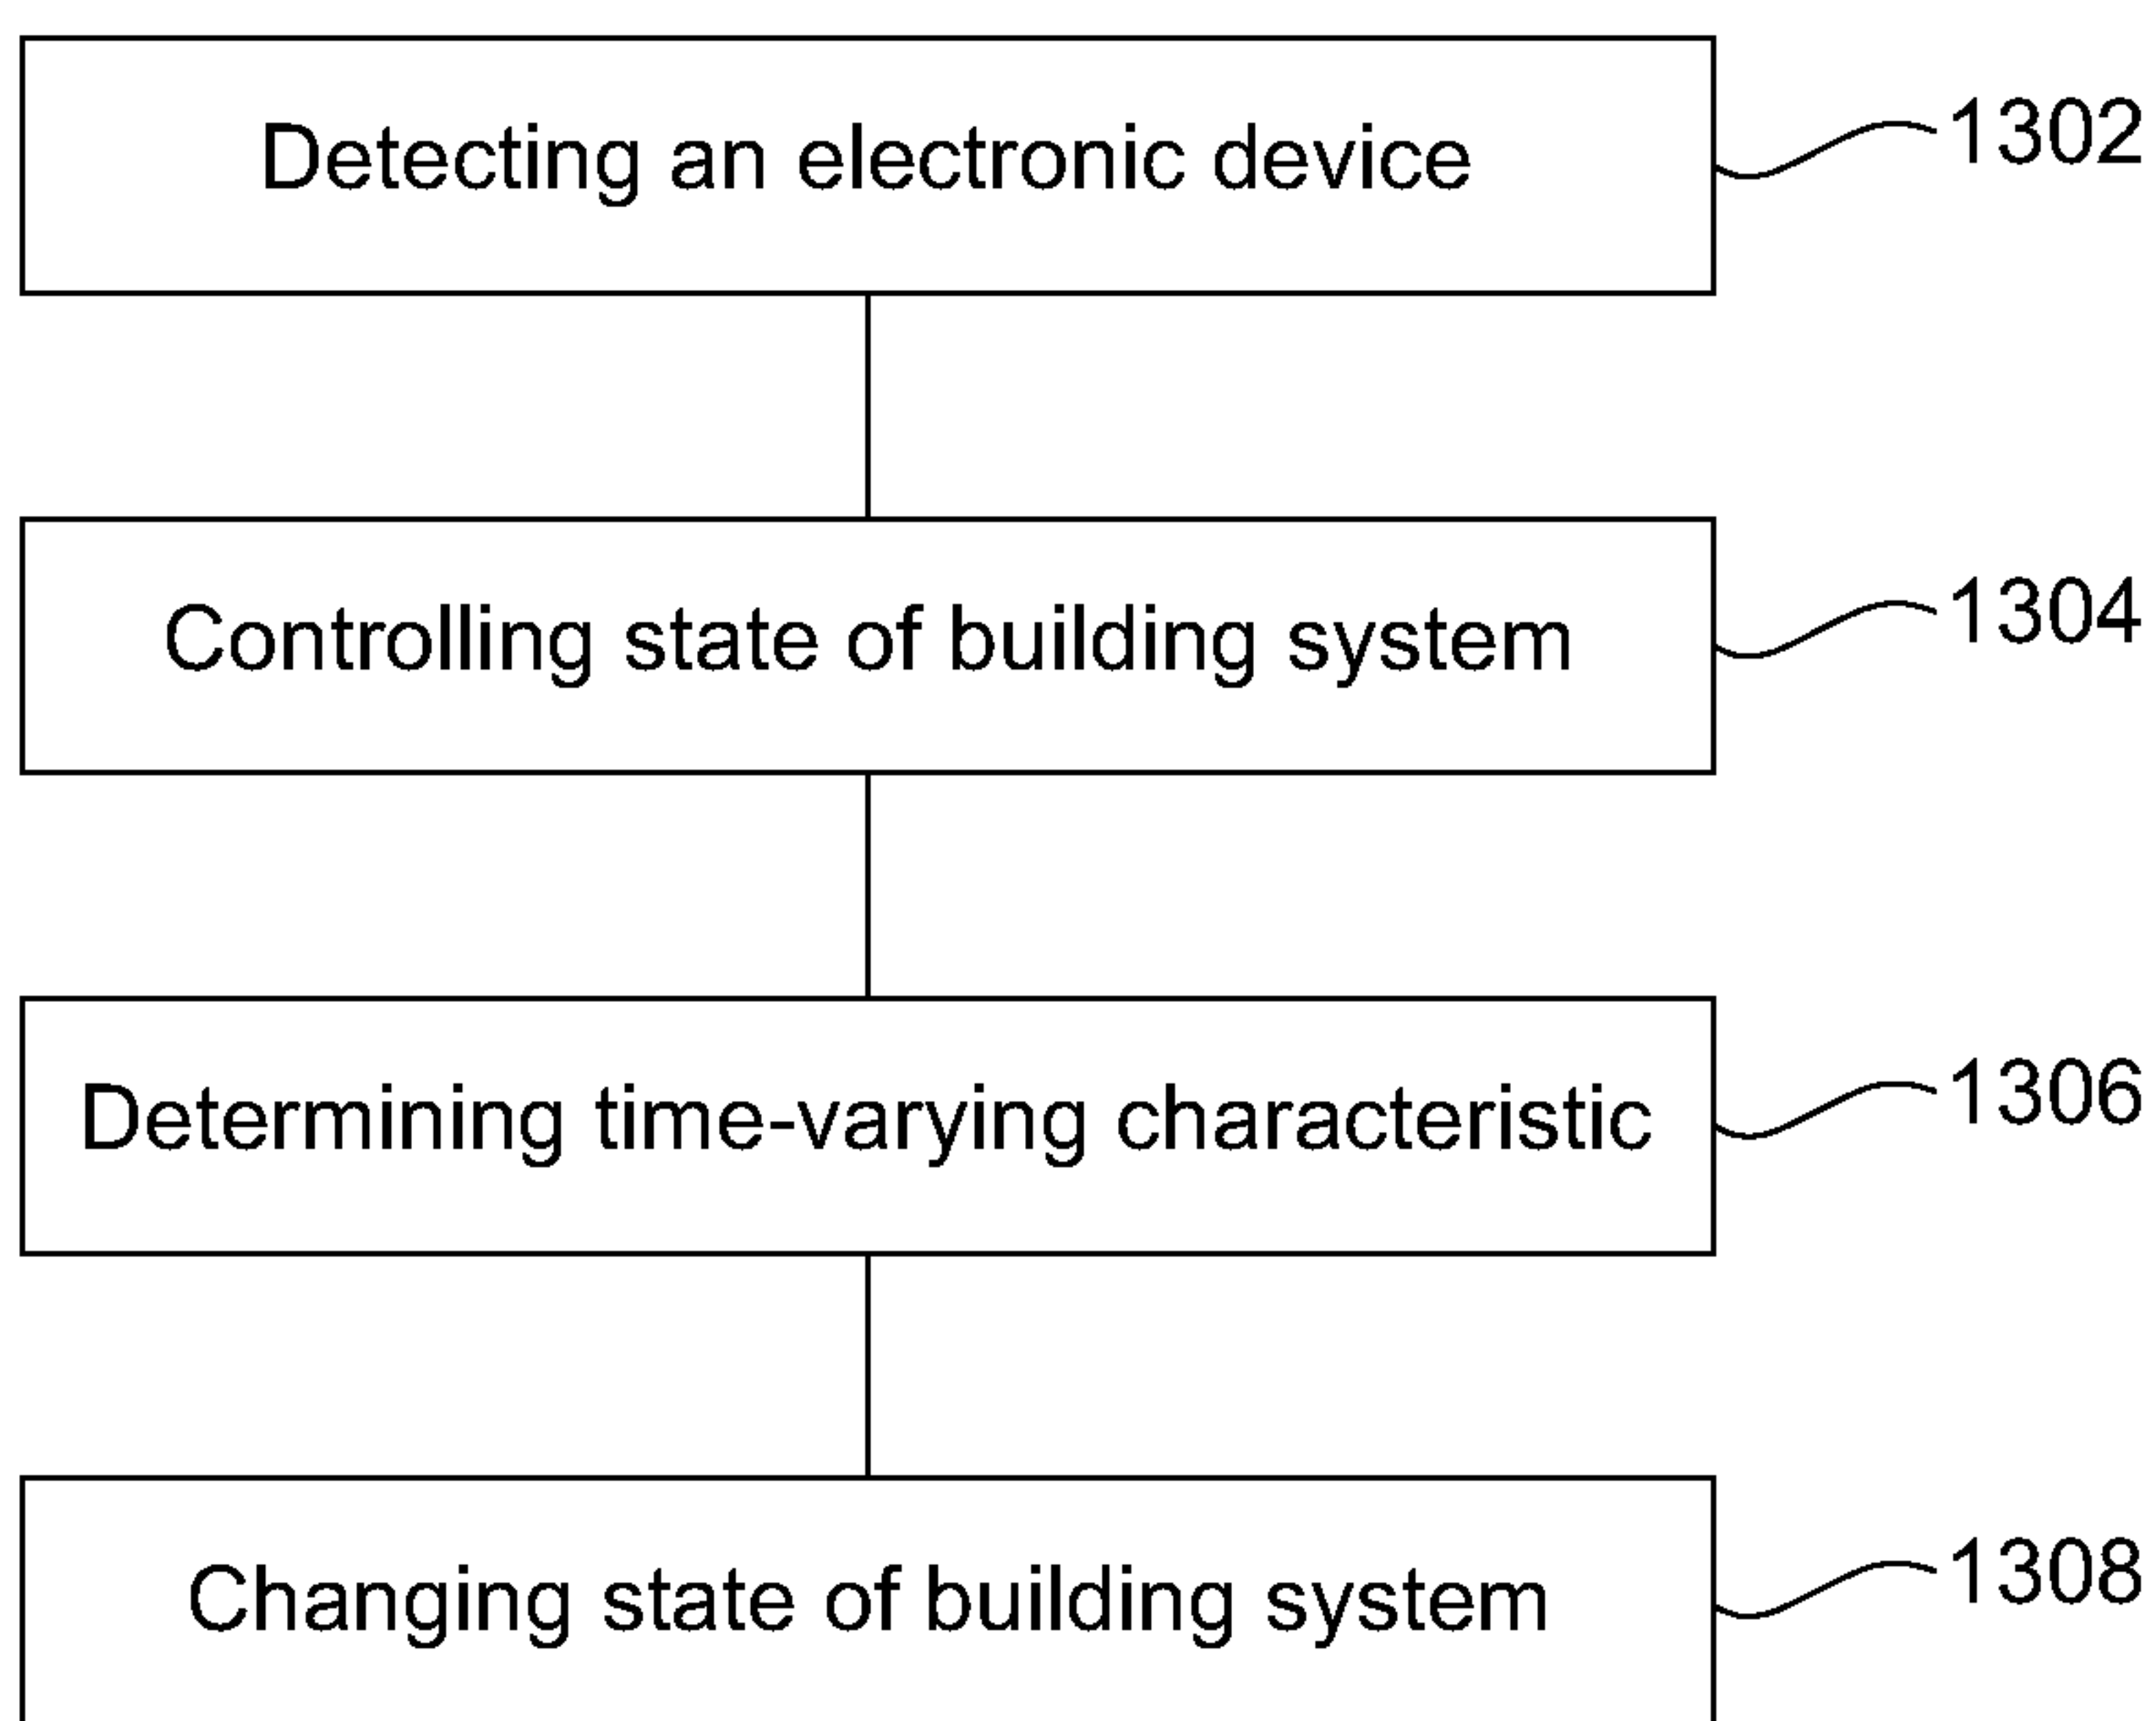 Detecting an electronic device
1302
Controlling state of building system
1304
Determining time-varying characteristic
1306
Changing state of building system
1308